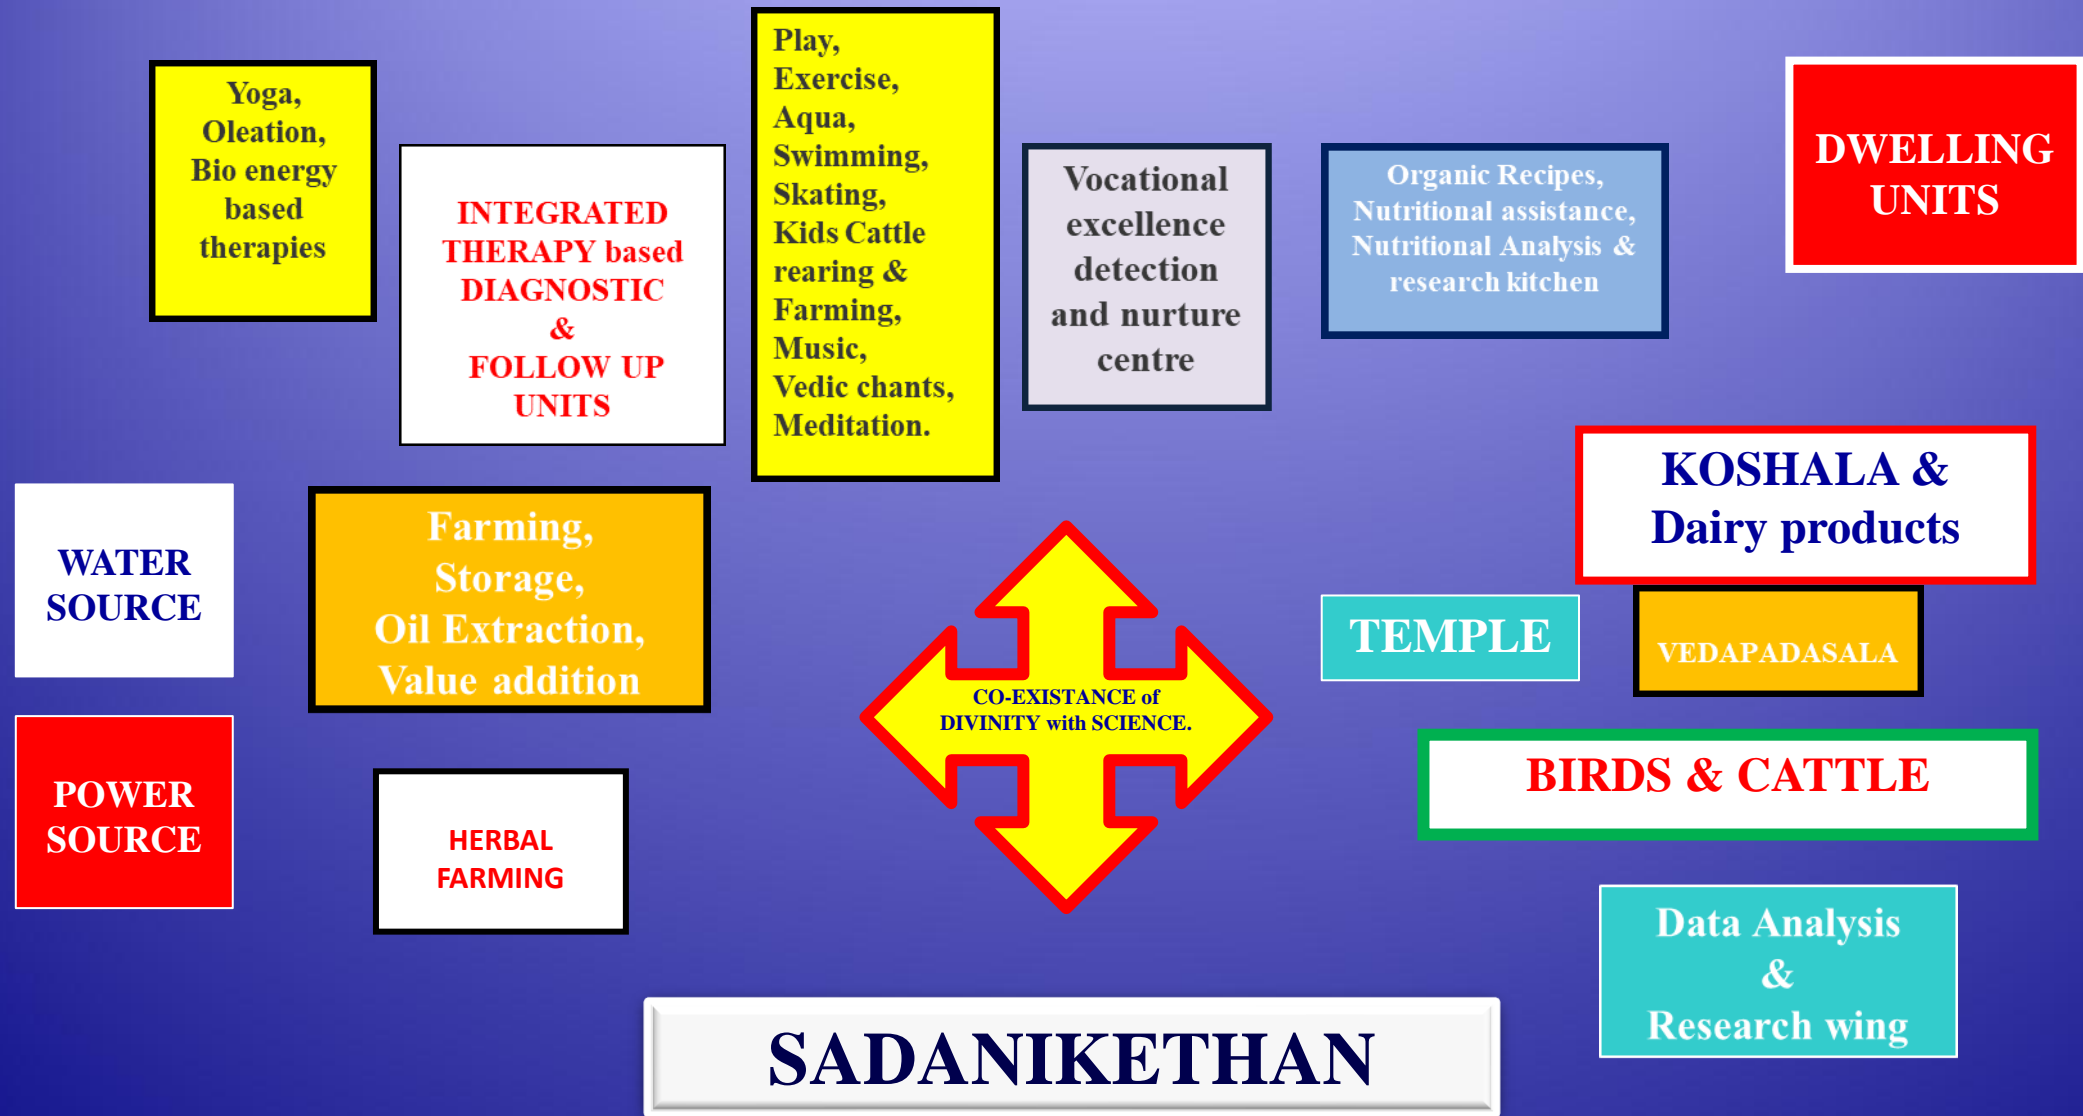 Yoga,
Oleation,
Bio energy
based
therapies
INTEGRATED
THERAPY based
DIAGNOSTIC
&
FOLLOW UP
UNITS
Play,
Exercise,
Aqua,
Swimming,
Skating,
Kids Cattle
rearing &
Farming,
Music,
Vedic chants,
Meditation.
Vocational
excellence
detection
and nurture
centre
Organic Recipes,
Nutritional assistance,
Nutritional Analysis &
research kitchen
DWELLING
UNITS
WATER
SOURCE
Farming,
Storage,
Oil Extraction,
Value addition
KOSHALA &
Dairy products
TEMPLE
VEDAPADASALA
CO-EXISTANCE of
DIVINITY with SCIENCE.
POWER
SOURCE
HERBAL
FARMING
BIRDS & CATTLE
Data Analysis
&
Research wing
SADANIKETHAN